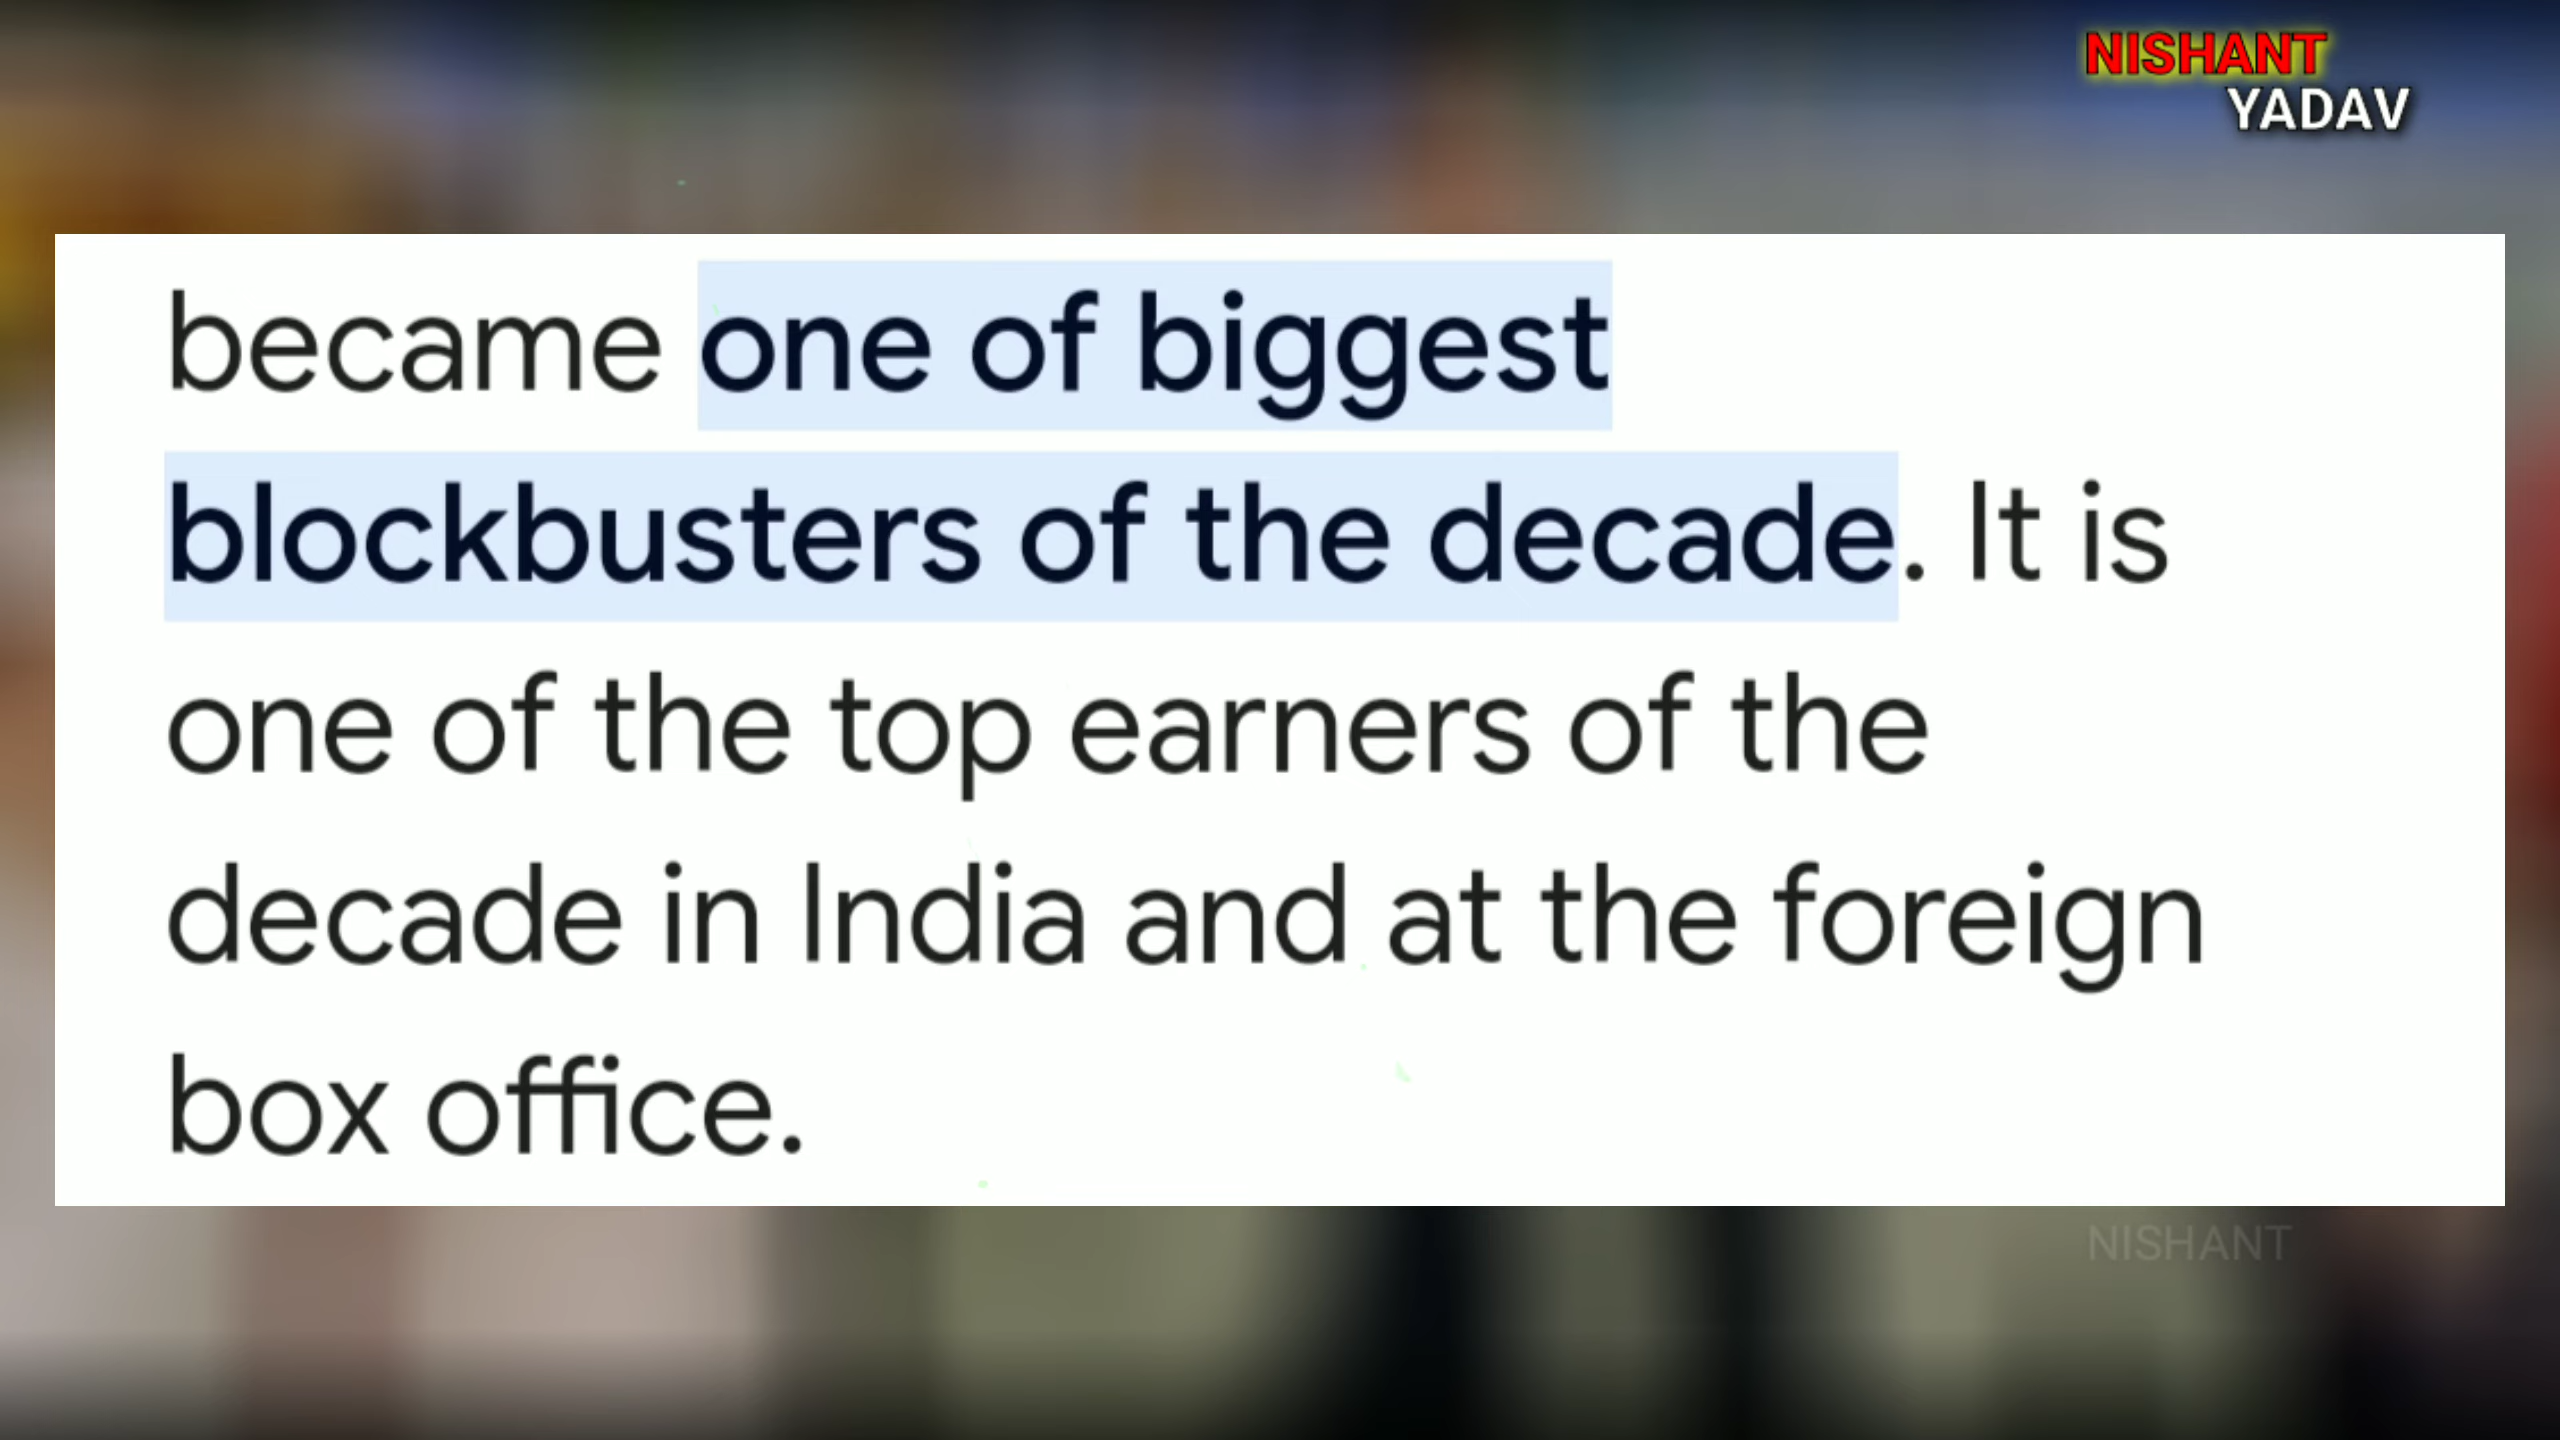 NISHANT
YADAV
became one of biggest
blockbusters of the decade. It is
one of the top earners of the
decade in India and at the foreign
box office.
NISHANT